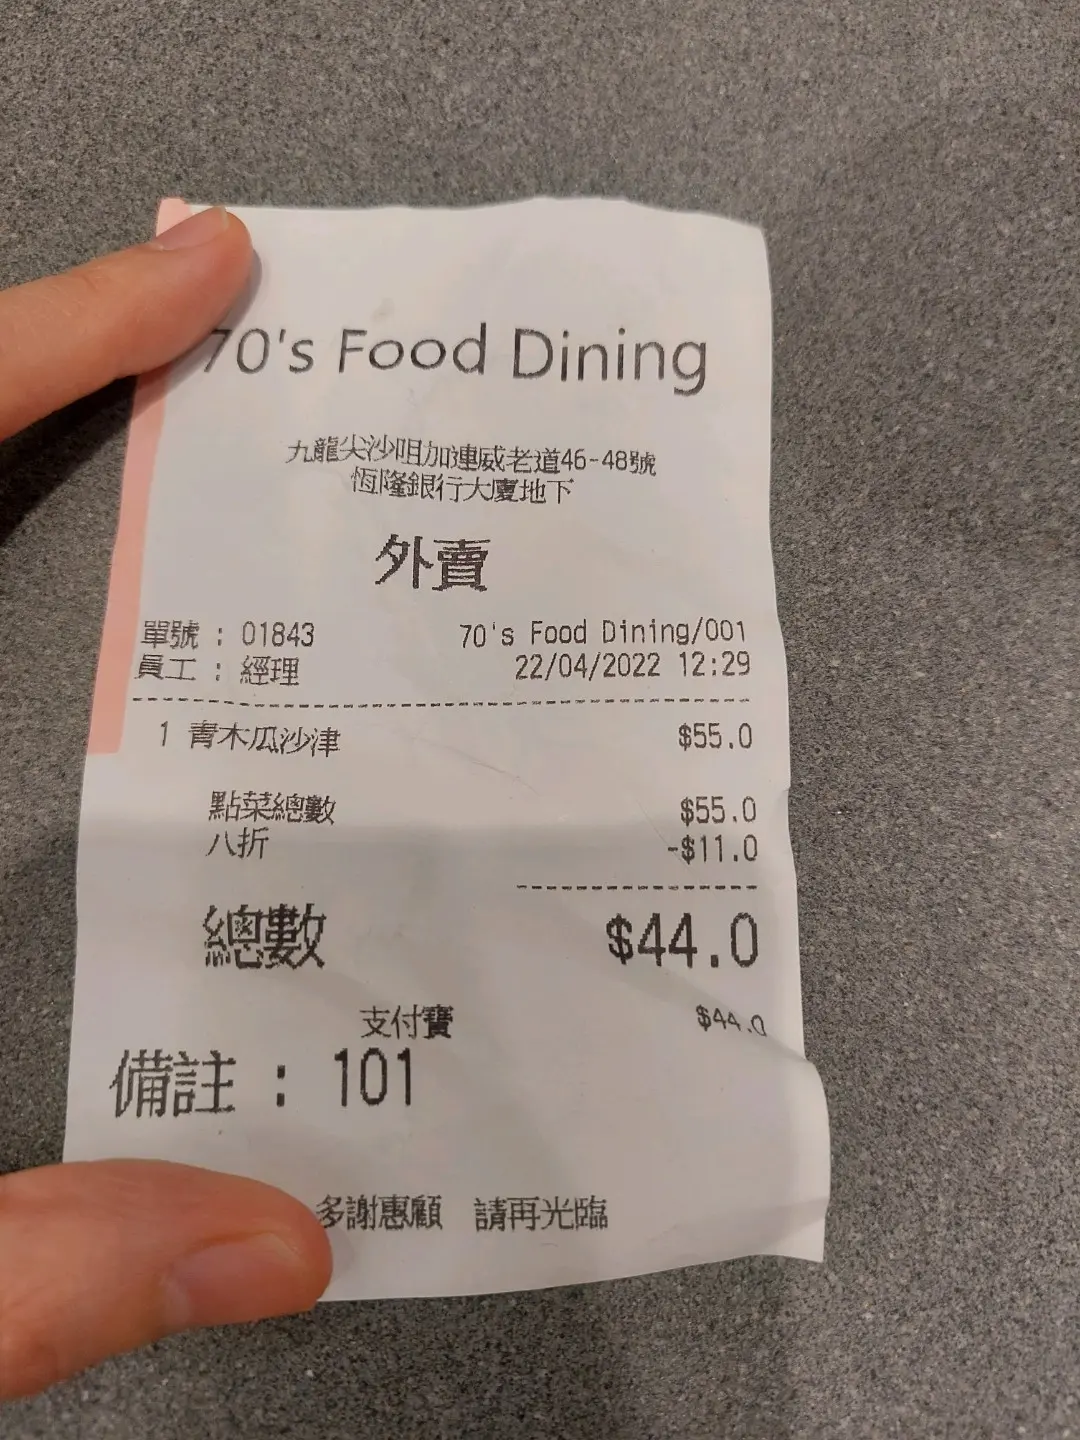 70's Food Dining
九龍尖沙咀加連威老道46-48號
恆隆銀行大廈地下
外賣
單號 : 01843 70's Food Dining/001
員工 : 經理 22/04/2022 12:29
1 青木瓜沙津 $55.0
點菜總數 $55.0
八折 -$11.0
總數 $44.0
支付寶 $44.0
備註 : 101
多謝惠顧 請再光臨